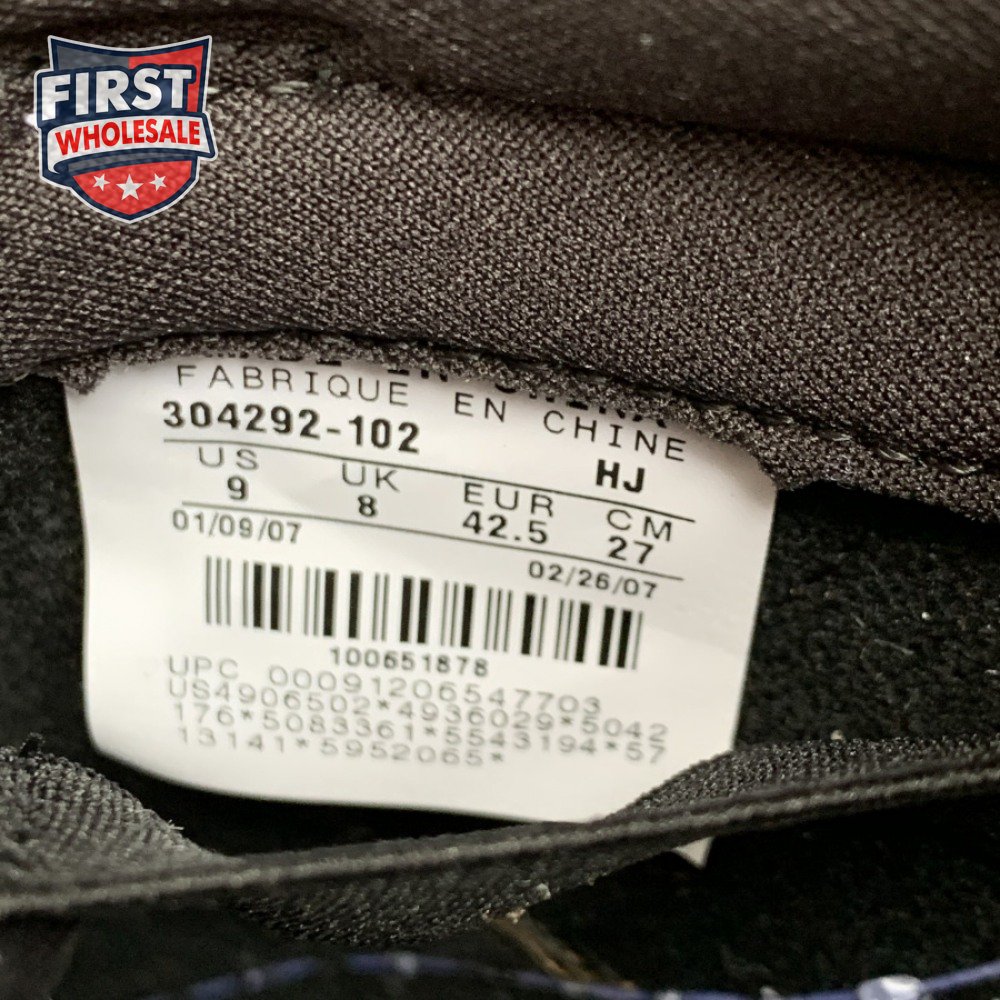 FIRST
WHOLESALE
FABRIQUE EN CHINE
304292-102 HJ
US UK EUR CM
9 8 42.5 27
01/09/07 02/26/07
100651878
UPC 00091206547703
US4906502*4936029*5042
176*5083361*5543194*57
13141*5952065*